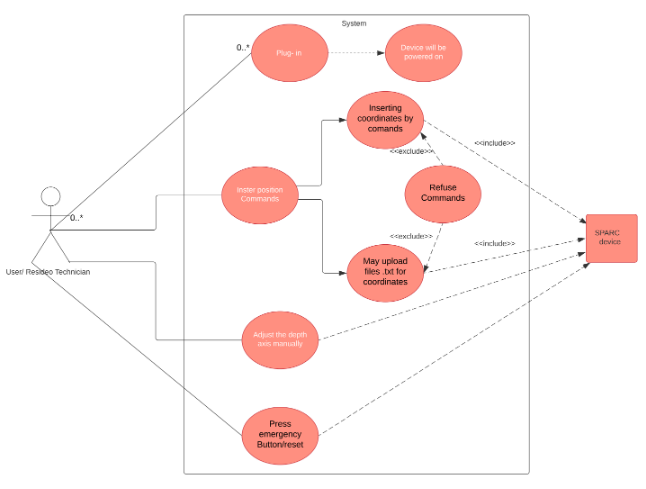 System
0..*
Plug- in
Device will be
powered on
Inserting
coordinates by
comands
<<include>>
<<exclude>>
Inster position
Commands
Refuse
Commands
0..*
SPAHC
device
<<exclude>>
<<include>>
May upload
files .txt for
coordinates
User/ Resideo Technician
Adjust the depth
axis manually
Press
emergency
Button/reset